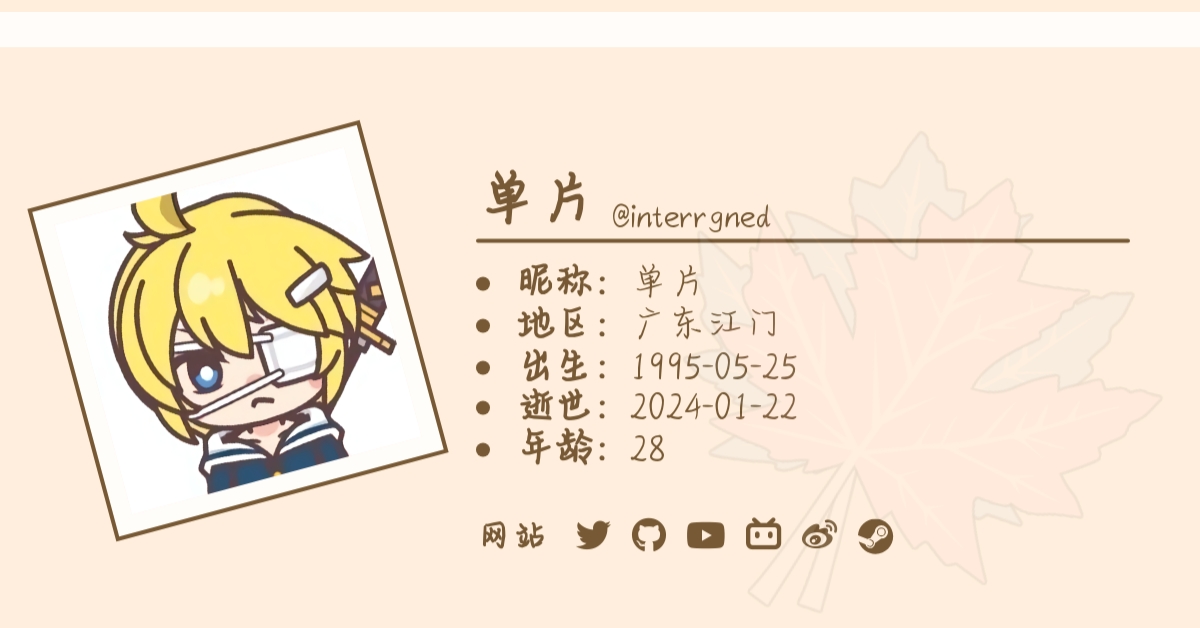 单片 @interrgned
昵称：单片
地区：广东江门
出生：1995-05-25
逝世：2024-01-22
年龄：28
网站